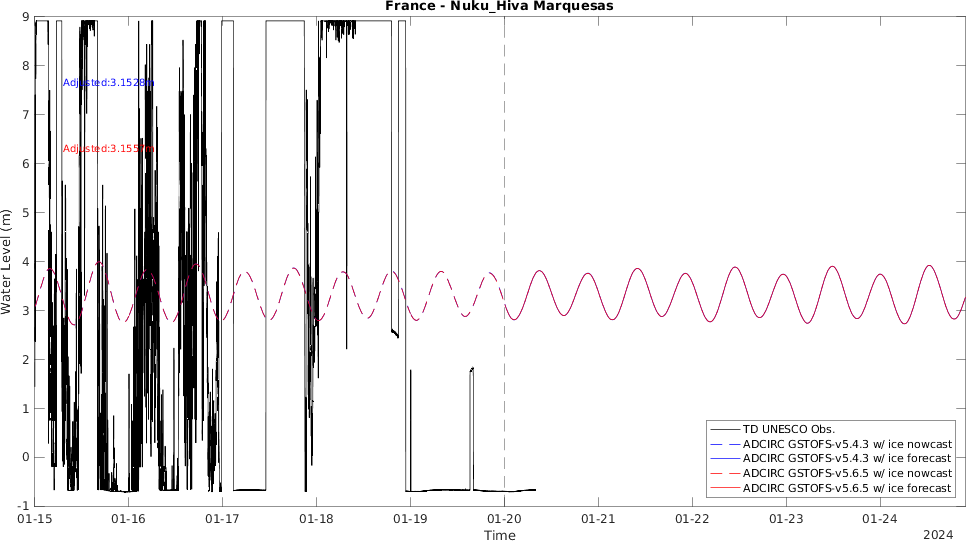 France - Nuku_Hiva Marquesas
Water Level (m)
9
8
7
6
5
4
3
2
1
0
-1
Adjusted:3.1528m
Adjusted:3.1557m
TD UNESCO Obs.
ADCIRC GSTOFS-v5.4.3 w/ ice nowcast
ADCIRC GSTOFS-v5.4.3 w/ ice forecast
ADCIRC GSTOFS-v5.6.5 w/ ice nowcast
ADCIRC GSTOFS-v5.6.5 w/ ice forecast
01-15 01-16 01-17 01-18 01-19 01-20 01-21 01-22 01-23 01-24
Time
2024